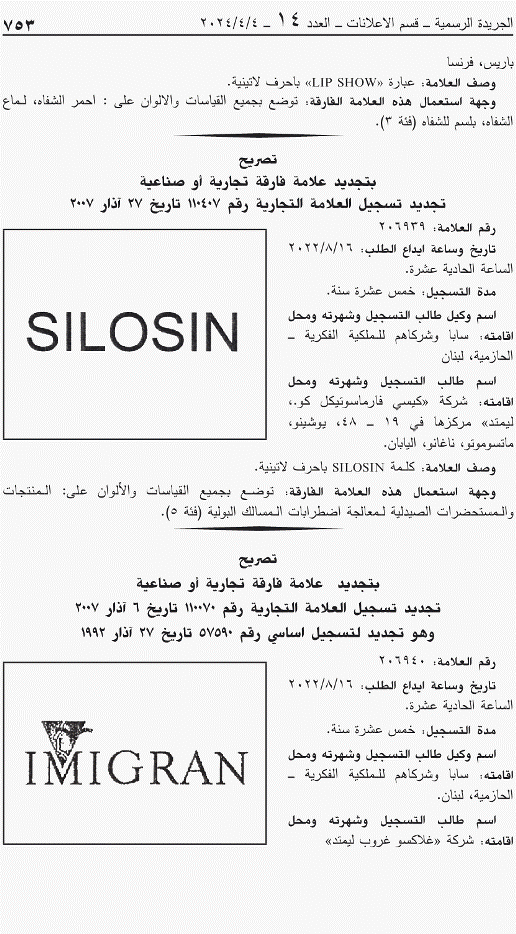 الجريدة الرسمية ــ قسم الاعلانات ــ العدد ١٤ ــ ٢٠٢٤/٤/٤
٧٥٣
باريس، فرنسا
وصف العلامة: عبارة «LIP SHOW» باحرف لاتينية.
وجهة استعمال هذه العلامة الفارقة: توضع بجميع القياسات والالوان على : احمر الشفاه، لماع
الشفاه، بلسم للشفاه (فئة ٣).
تصريح
بتجديد علامة فارقة تجارية أو صناعية
تجديد تسجيل العلامة التجارية رقم ١١٠٤٠٧ تاريخ ٢٧ آذار ٢٠٠٧
رقم العلامة: ٢٠٦٩٣٩
تاريخ وساعة ايداع الطلب: ٢٠٢٢/٨/١٦
الساعة الحادية عشرة.
مدة التسجيل: خمس عشرة سنة.
اسم وكيل طالب التسجيل وشهرته ومحل
اقامته: سابا وشركاهم للملكية الفكرية ــ
الحازمية، لبنان
اسم طالب التسجيل وشهرته ومحل
اقامته: شركة «كيسي فارماسوتيكل كو.،
ليمتد» مركزها في ١٩ ــ ٤٨، يوشينو،
ماتسوموتو، ناغانو، اليابان.
SILOSIN
وصف العلامة: كلمة SILOSIN باحرف لاتينية.
وجهة استعمال هذه العلامة الفارقة: توضع بجميع القياسات والألوان على: المنتجات
والمستحضرات الصيدلية لمعالجة اضطرابات المسالك البولية (فئة ٥).
تصريح
بتجديد علامة فارقة تجارية أو صناعية
تجديد تسجيل العلامة التجارية رقم ١١٠٠٧٠ تاريخ ٦ آذار ٢٠٠٧
وهو تجديد لتسجيل اساسي رقم ٥٧٥٩٠ تاريخ ٢٧ آذار ١٩٩٢
رقم العلامة: ٢٠٦٩٤٠
تاريخ وساعة ايداع الطلب: ٢٠٢٢/٨/١٦
الساعة الحادية عشرة.
مدة التسجيل: خمس عشرة سنة.
اسم وكيل طالب التسجيل وشهرته ومحل
اقامته: سابا وشركاهم للملكية الفكرية ــ
الحازمية، لبنان.
اسم طالب التسجيل وشهرته ومحل
اقامته: شركة «غلاكسو غروب ليمتد»
IMIGRAN